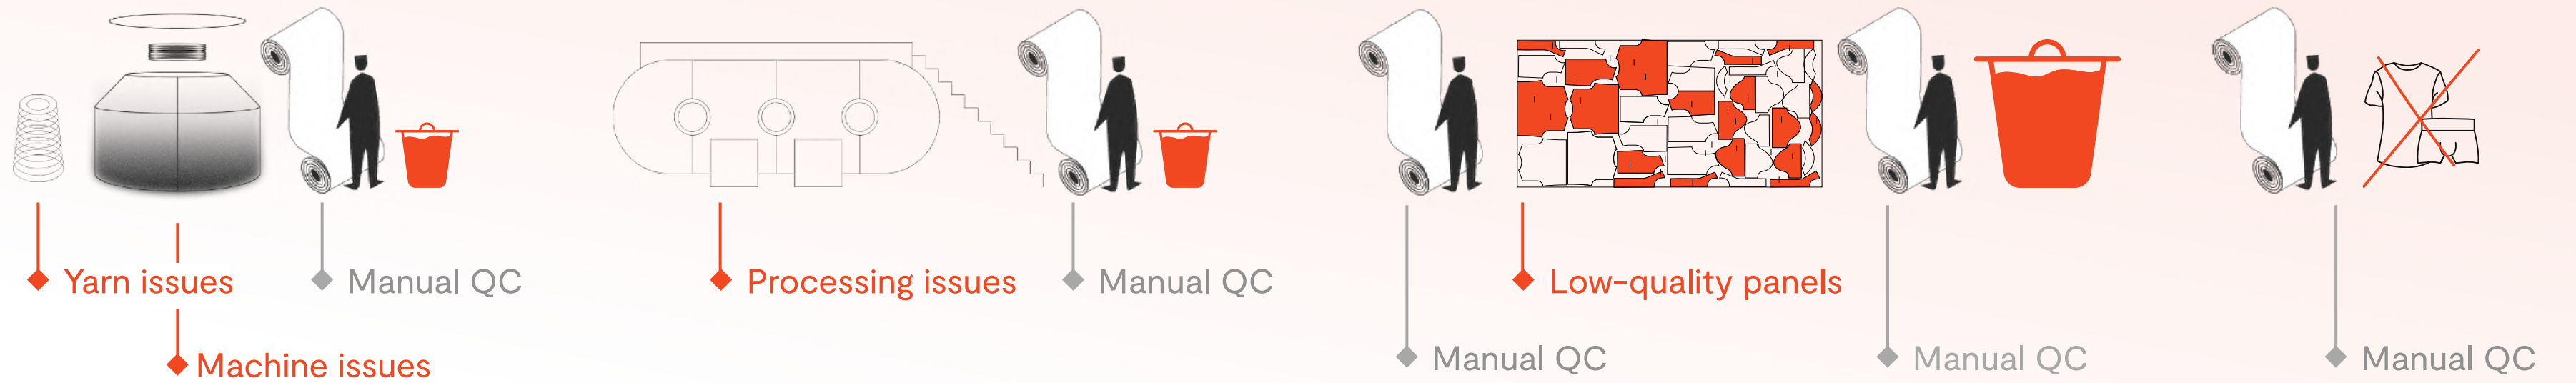 Yarn issues
Manual QC
Processing issues
Manual QC
Low-quality panels
Machine issues
Manual QC
Manual QC
Manual QC